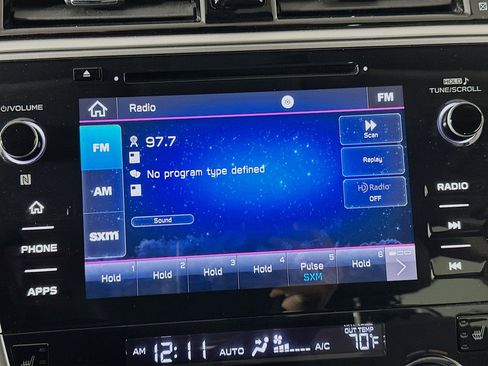 HOLD
VOLUME
TUNE/SCROLL
Radio
FM
FM
97.7
Scan
AM
No program type defined
Replay
HD Radio
OFF
sxm
Sound
1 2 3 4 5 6
Hold Hold Hold Hold Pulse Hold
SXM
RADIO
PHONE
APPS
OUT TEMP
AM 12:11 AUTO A/C 70°F